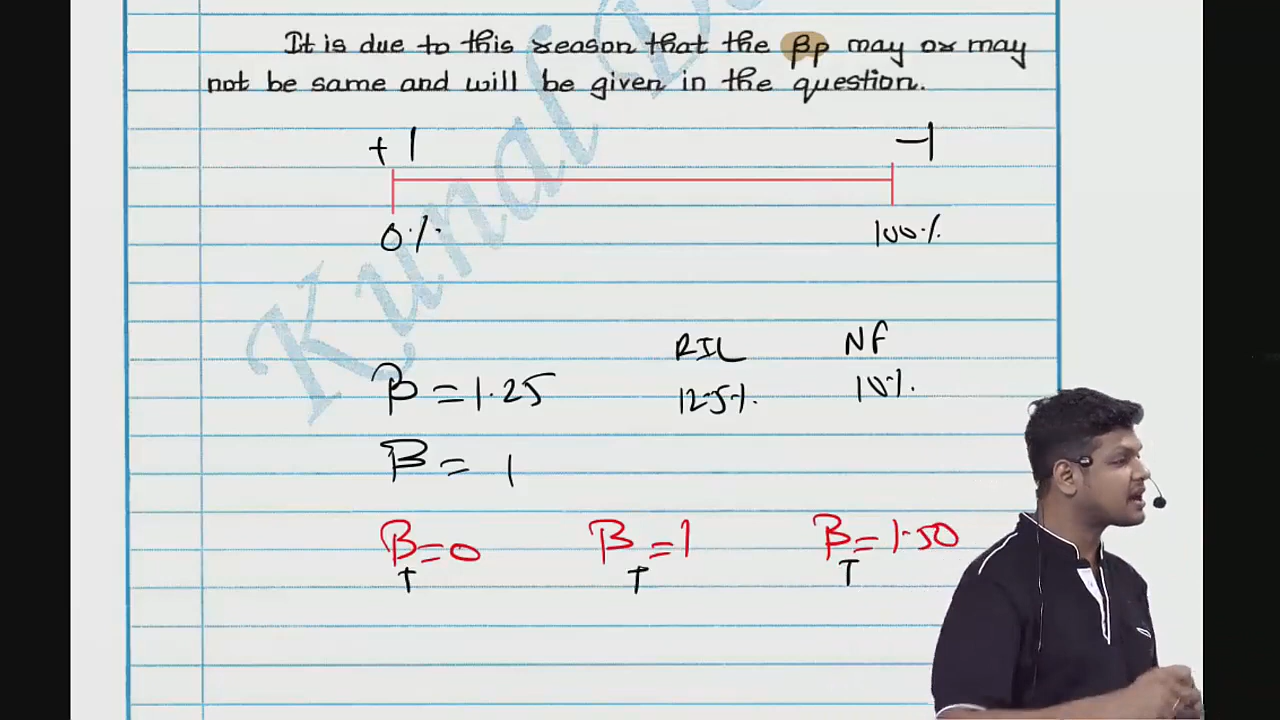 It is due to this reason that the βp may or may
not be same and will be given in the question.
+1 -1
0% 100%
RIL NF
β = 1.25 12.5% 10%
β = 1
β = 0 β = 1 β = 1.50
T T T
Kunal